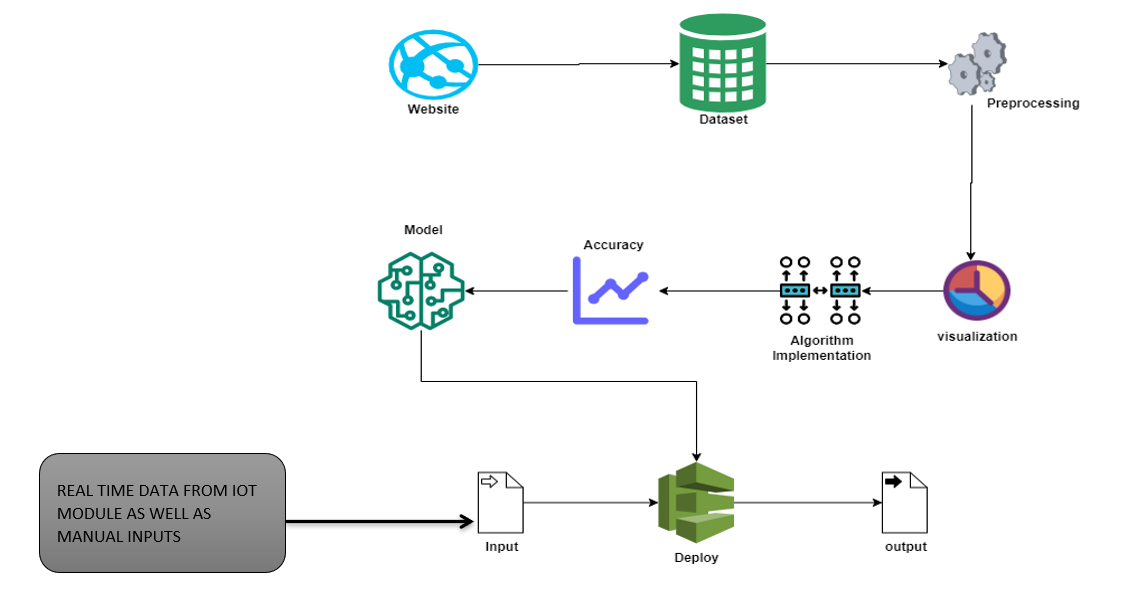 Website
Dataset
Preprocessing
Model
Accuracy
Algorithm
Implementation
visualization
REAL TIME DATA FROM IOT
MODULE AS WELL AS
MANUAL INPUTS
Input
Deploy
output